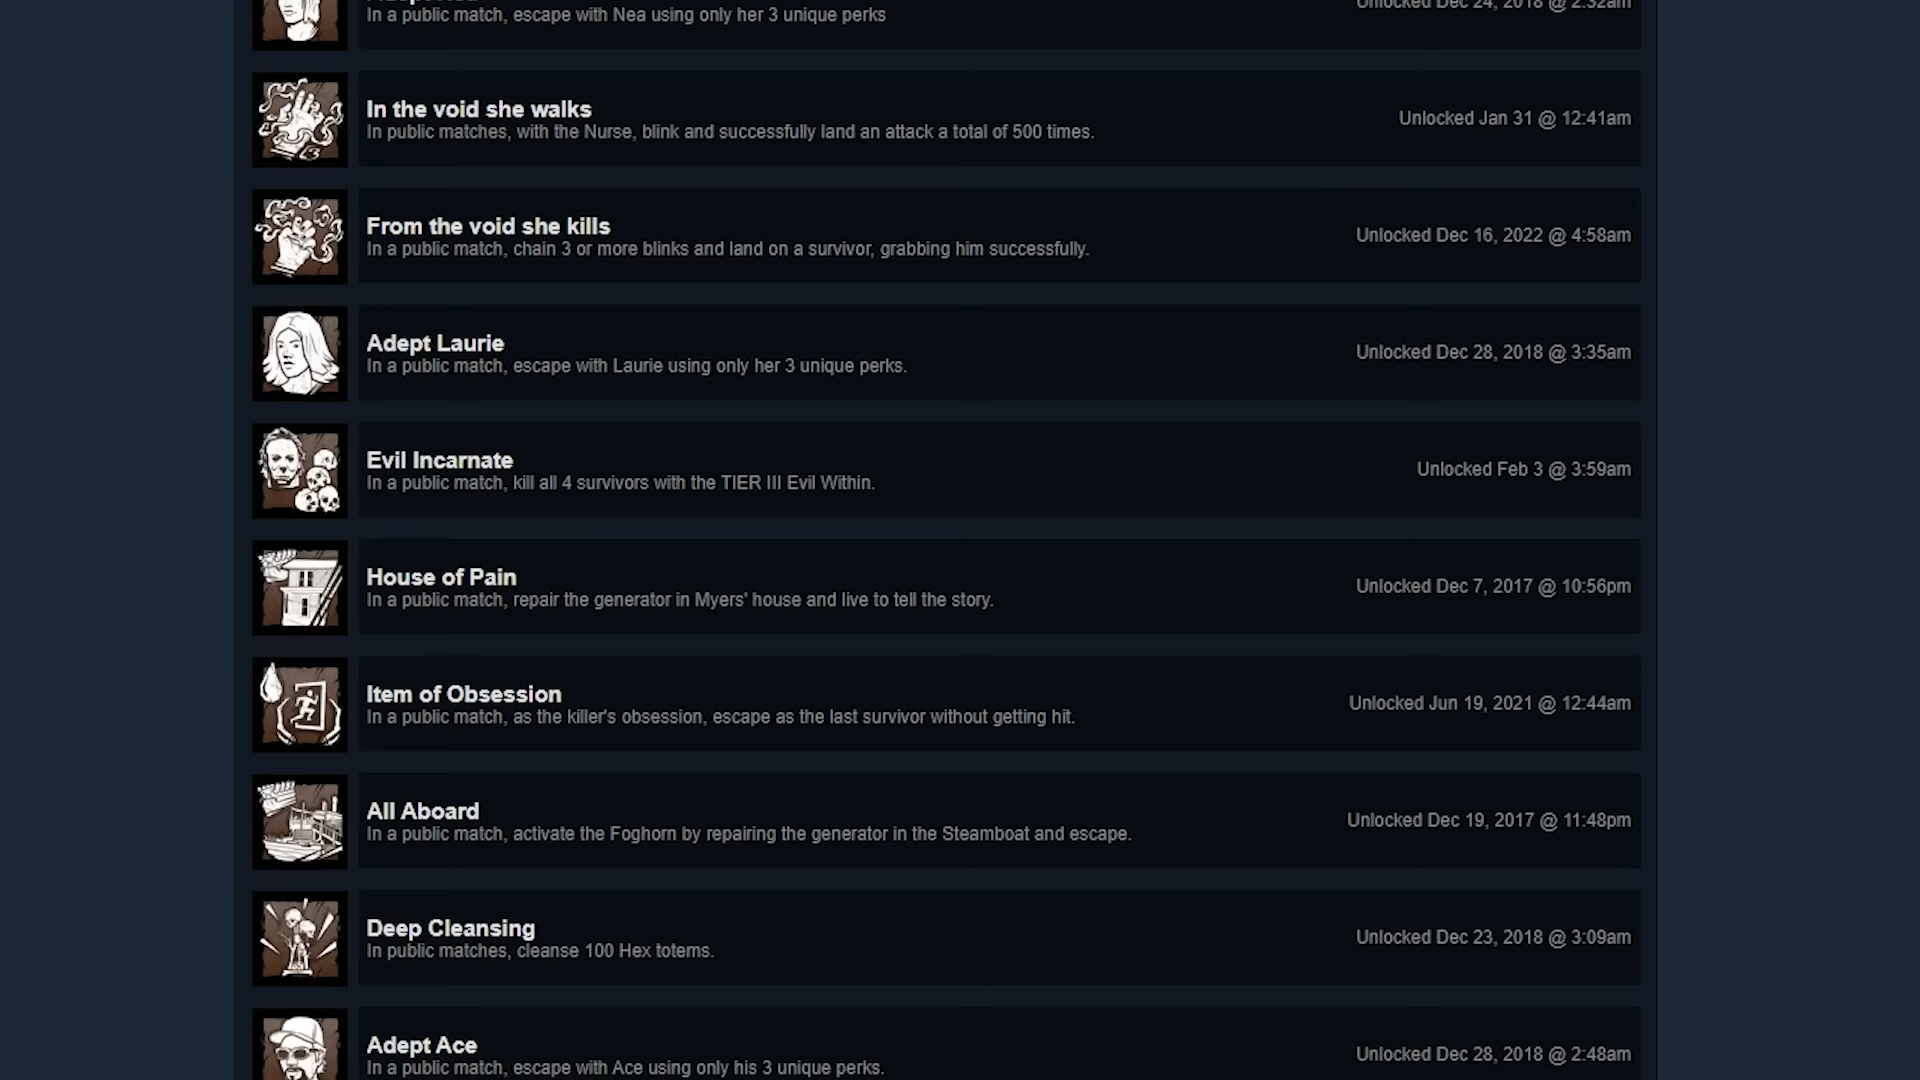 In a public match, escape with Nea using only her 3 unique perks
Unlocked Dec 24, 2018 @ 2:32am
In the void she walks
In public matches, with the Nurse, blink and successfully land an attack a total of 500 times.
Unlocked Jan 31 @ 12:41am
From the void she kills
In a public match, chain 3 or more blinks and land on a survivor, grabbing him successfully.
Unlocked Dec 16, 2022 @ 4:58am
Adept Laurie
In a public match, escape with Laurie using only her 3 unique perks.
Unlocked Dec 28, 2018 @ 3:35am
Evil Incarnate
In a public match, kill all 4 survivors with the TIER III Evil Within.
Unlocked Feb 3 @ 3:59am
House of Pain
In a public match, repair the generator in Myers' house and live to tell the story.
Unlocked Dec 7, 2017 @ 10:56pm
Item of Obsession
In a public match, as the killer's obsession, escape as the last survivor without getting hit.
Unlocked Jun 19, 2021 @ 12:44am
All Aboard
In a public match, activate the Foghorn by repairing the generator in the Steamboat and escape.
Unlocked Dec 19, 2017 @ 11:48pm
Deep Cleansing
In public matches, cleanse 100 Hex totems.
Unlocked Dec 23, 2018 @ 3:09am
Adept Ace
In a public match, escape with Ace using only his 3 unique perks.
Unlocked Dec 28, 2018 @ 2:48am